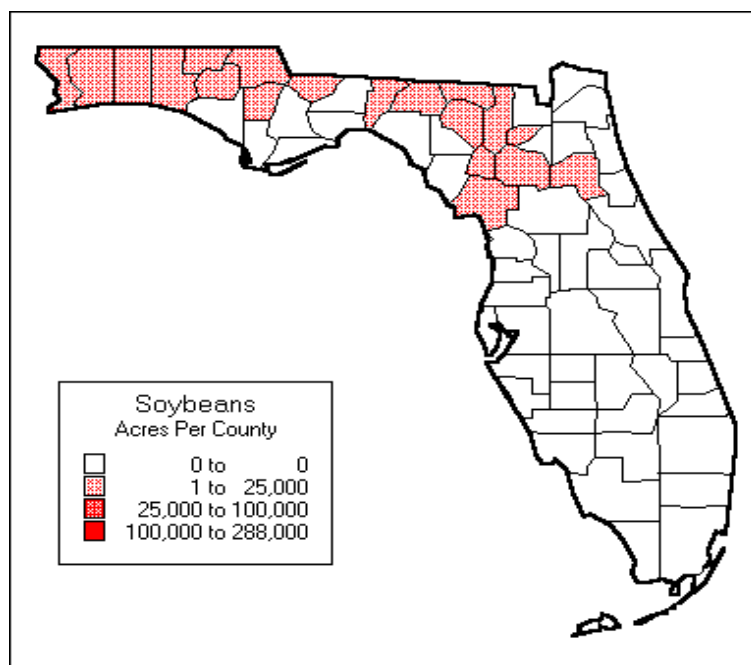 Soybeans
Acres Per County
0 to 0
1 to 25,000
25,000 to 100,000
100,000 to 288,000